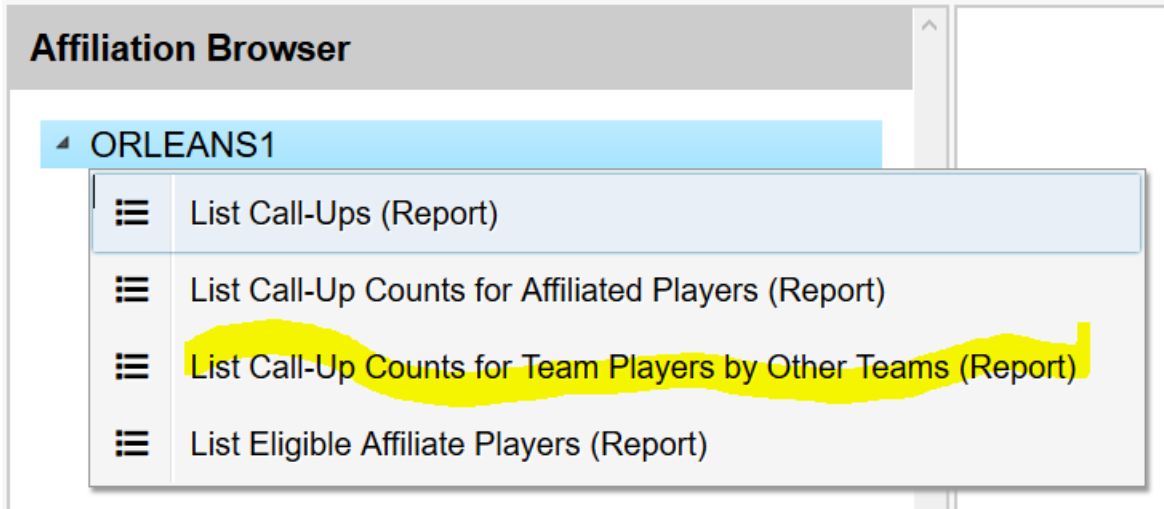 Affiliation Browser
ORLEANS1
List Call-Ups (Report)
List Call-Up Counts for Affiliated Players (Report)
List Call-Up Counts for Team Players by Other Teams (Report)
List Eligible Affiliate Players (Report)